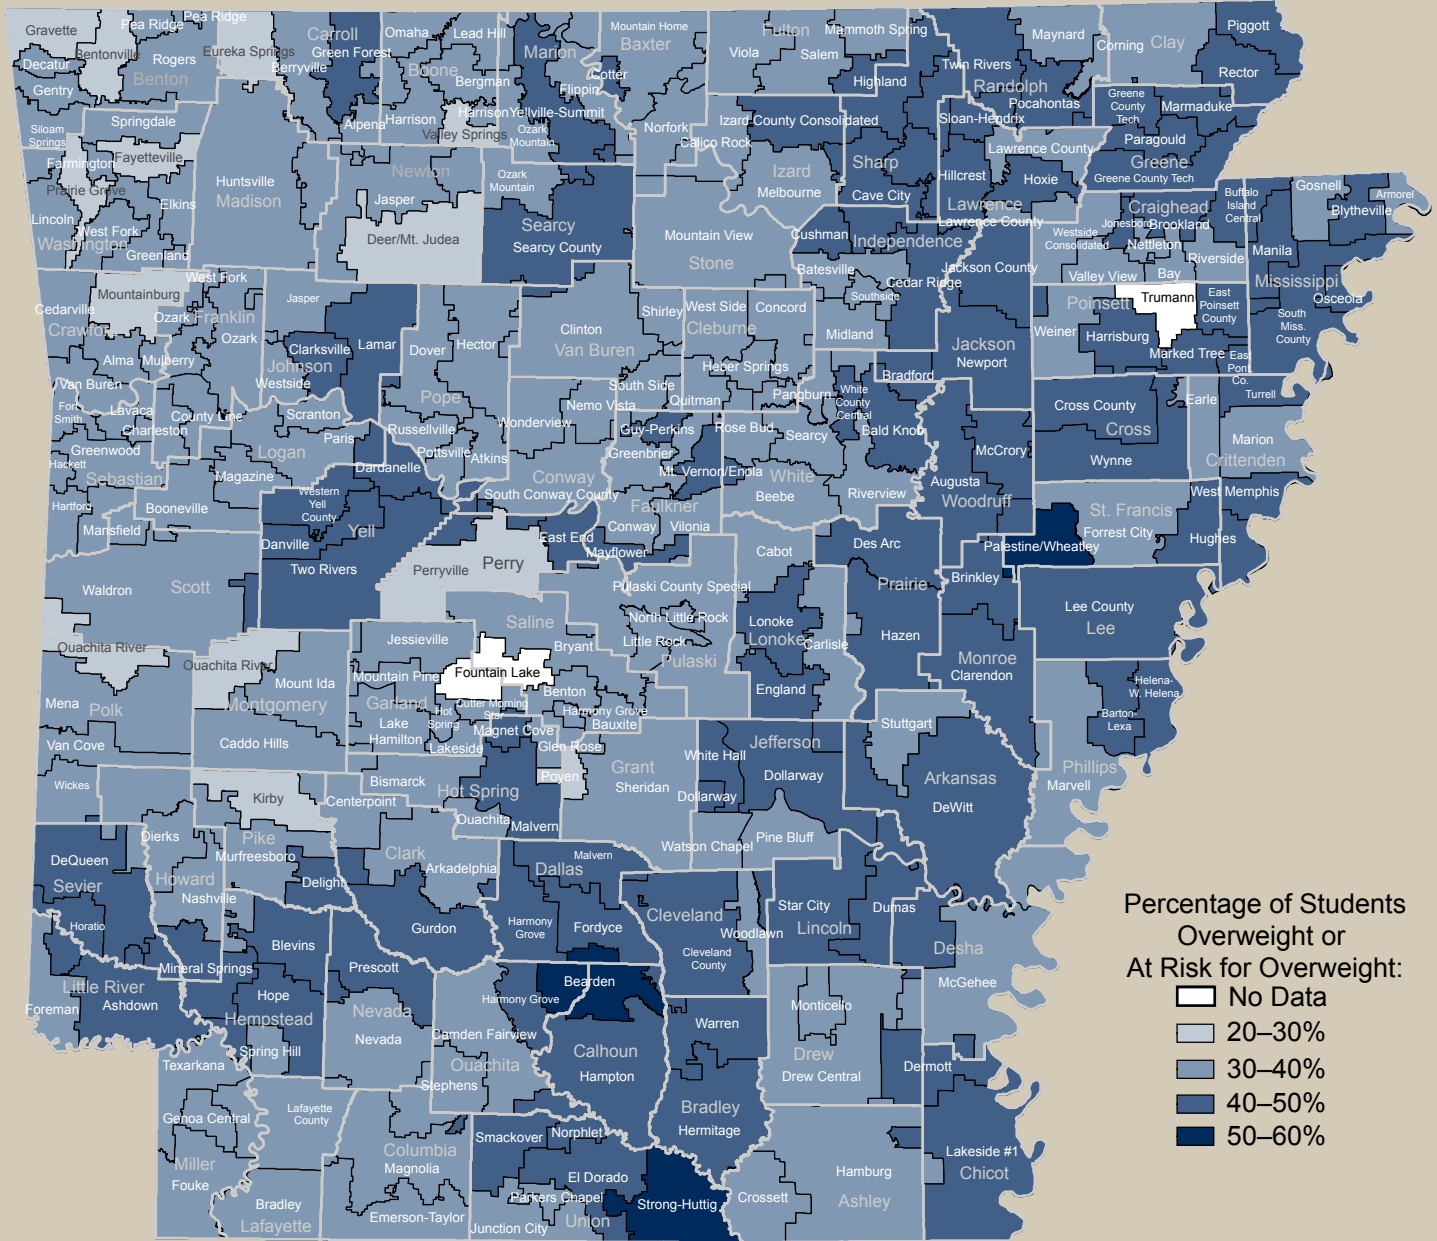 Gravette
Pea Ridge
Pea Ridge
Bentonville
Decatur
Rogers
Benton
Gentry
Eureka Springs
Carroll
Green Forest
Berryville
Omaha
Lead Hill
Boone
Bergman
Marion
Cotter
Flippin
Mountain Home
Baxter
Fulton
Viola
Salem
Mammoth Spring
Highland
Twin Rivers
Maynard
Corning
Clay
Piggott
Rector
Randolph
Pocahontas
Greene
County
Tech
Marmaduke
Springdale
Siloam
Springs
Alpena
Harrison
Harrison
Yellville-Summit
Valley Springs
Ozark
Mountain
Norfork
Calico Rock
Izard County Consolidated
Sloan-Hendrix
Lawrence County
Paragould
Greene
Greene County Tech
Farmington
Fayetteville
Prairie Grove
Huntsville
Madison
Newton
Jasper
Ozark
Mountain
Izard
Melbourne
Sharp
Cave City
Hillcrest
Hoxie
Lawrence
Lawrence County
Lincoln
Elkins
West Fork
Washington
Greenland
Deer/Mt. Judea
Searcy
Searcy County
Mountain View
Stone
Cushman
Independence
Batesville
Cedar Ridge
Southside
Jackson County
Craighead
Jonesboro
Brookland
Westside
Consolidated
Nettleton
Riverside
Valley View
Bay
Buffalo
Island
Central
Gosnell
Armorel
Blytheville
Manila
Mississippi
Osceola
West Fork
Mountainburg
Cedarville
Ozark
Franklin
Crawford
Ozark
Alma
Mulberry
Van Buren
Jasper
Clarksville
Lamar
Johnson
Westside
Dover
Hector
Pope
Clinton
Van Buren
Shirley
West Side
Concord
Cleburne
Heber Springs
South Side
Quitman
Nemo Vista
Midland
Pangburn
Bradford
White
County
Central
Jackson
Newport
Poinsett
Trumann
East
Poinsett
County
Weiner
Harrisburg
Marked Tree
South
Miss.
County
East
Poin.
Co.
Turrell
Earle
Fort
Smith
Lavaca
County Line
Charleston
Greenwood
Hackett
Sebastian
Hartford
Mansfield
Scranton
Paris
Logan
Magazine
Booneville
Russellville
Pottsville
Atkins
Dardanelle
Wonderview
Conway
South Conway County
Guy-Perkins
Greenbrier
Mt. Vernon/Enola
Faulkner
Conway
Vilonia
Rose Bud
Searcy
White
Beebe
Riverview
Bald Knob
McCrory
Augusta
Woodruff
Cross County
Cross
Wynne
Marion
Crittenden
West Memphis
St. Francis
Forrest City
Palestine/Wheatley
Hughes
Western
Yell
County
Yell
Danville
Two Rivers
East End
Mayflower
Perry
Perryville
Cabot
Des Arc
Brinkley
Waldron
Scott
Pulaski County Special
North Little Rock
Little Rock
Pulaski
Lonoke
Lonoke
Carlisle
England
Prairie
Hazen
Lee County
Lee
Monroe
Clarendon
Ouachita River
Ouachita River
Mena
Polk
Mount Ida
Montgomery
Caddo Hills
Jessieville
Mountain Pine
Garland
Lake
Hamilton
Hot
Spring
Lakeside
Cutter Morning
Star
Magnet Cove
Fountain Lake
Saline
Bryant
Benton
Harmony Grove
Bauxite
Glen Rose
Poyen
Grant
Sheridan
Helena-
W. Helena
Barton-
Lexa
Phillips
Marvell
Van Cove
Wickes
Kirby
Bismarck
Centerpoint
Hot Spring
Ouachita
Malvern
White Hall
Jefferson
Dollarway
Dollarway
Watson Chapel
Pine Bluff
Stuttgart
Arkansas
DeWitt
DeQueen
Sevier
Horatio
Dierks
Howard
Nashville
Pike
Murfreesboro
Delight
Clark
Arkadelphia
Gurdon
Malvern
Dallas
Harmony
Grove
Fordyce
Cleveland
Cleveland
County
Woodlawn
Star City
Lincoln
Dumas
Desha
McGehee
Percentage of Students
Overweight or
At Risk for Overweight:
No Data
20–30%
30–40%
40–50%
50–60%
Mineral Springs
Little River
Ashdown
Foreman
Blevins
Hope
Hempstead
Spring Hill
Prescott
Nevada
Nevada
Bearden
Harmony Grove
Camden Fairview
Ouachita
Stephens
Calhoun
Hampton
Warren
Bradley
Hermitage
Monticello
Drew
Drew Central
Dermott
Texarkana
Genoa Central
Miller
Fouke
Lafayette
County
Bradley
Lafayette
Columbia
Magnolia
Emerson-Taylor
Smackover
Norphlet
El Dorado
Parkers Chapel
Junction City
Union
Strong-Huttig
Crossett
Hamburg
Ashley
Lakeside #1
Chicot